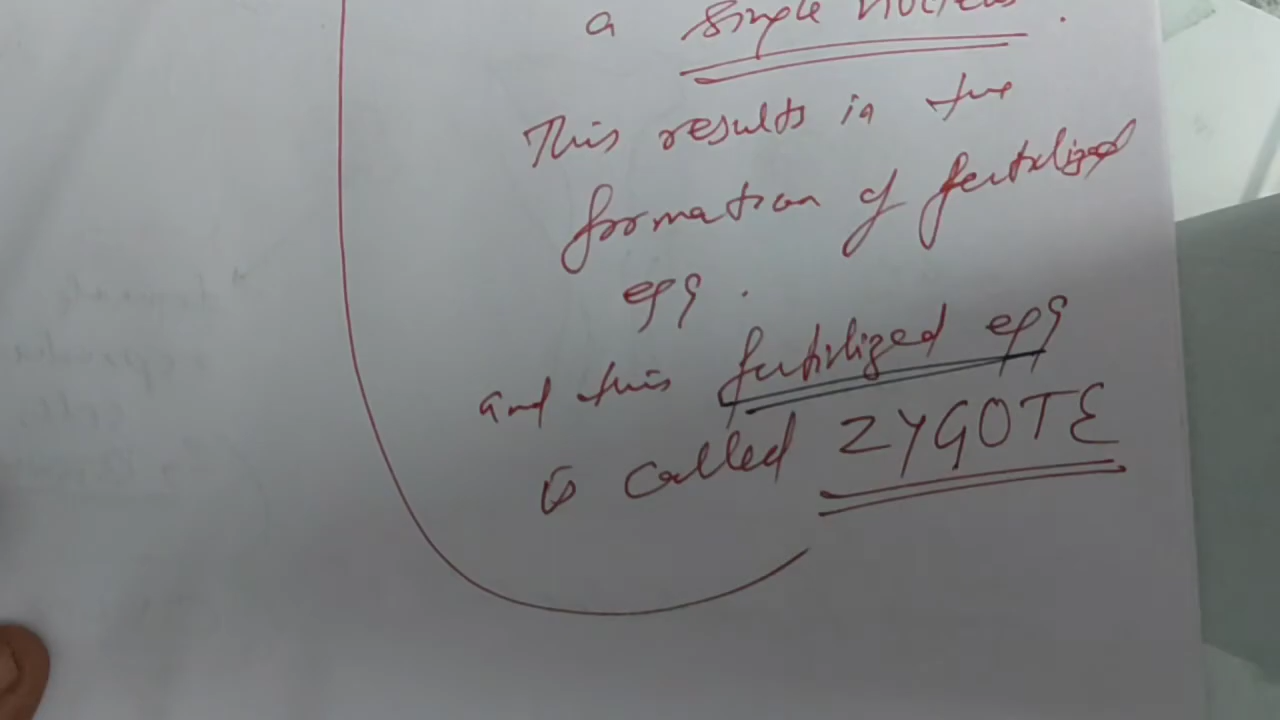 a single nucleus.
This results in the
formation of fertilized
egg.
and this fertilized egg
is called ZYGOTE